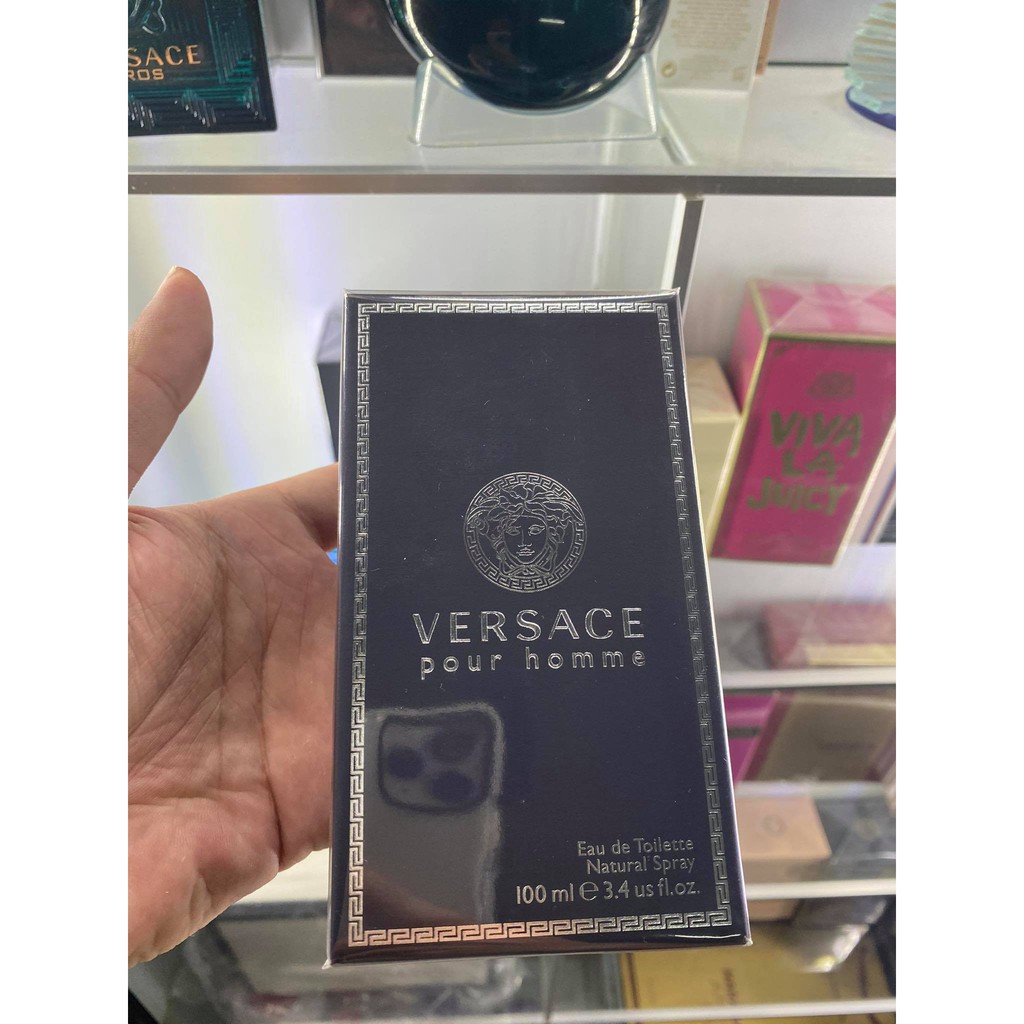 SACE
ROS
VIVA
LA
JUICY
VERSACE
pour homme
Eau de Toilette
Natural Spray
100 ml e 3.4 us fl.oz.